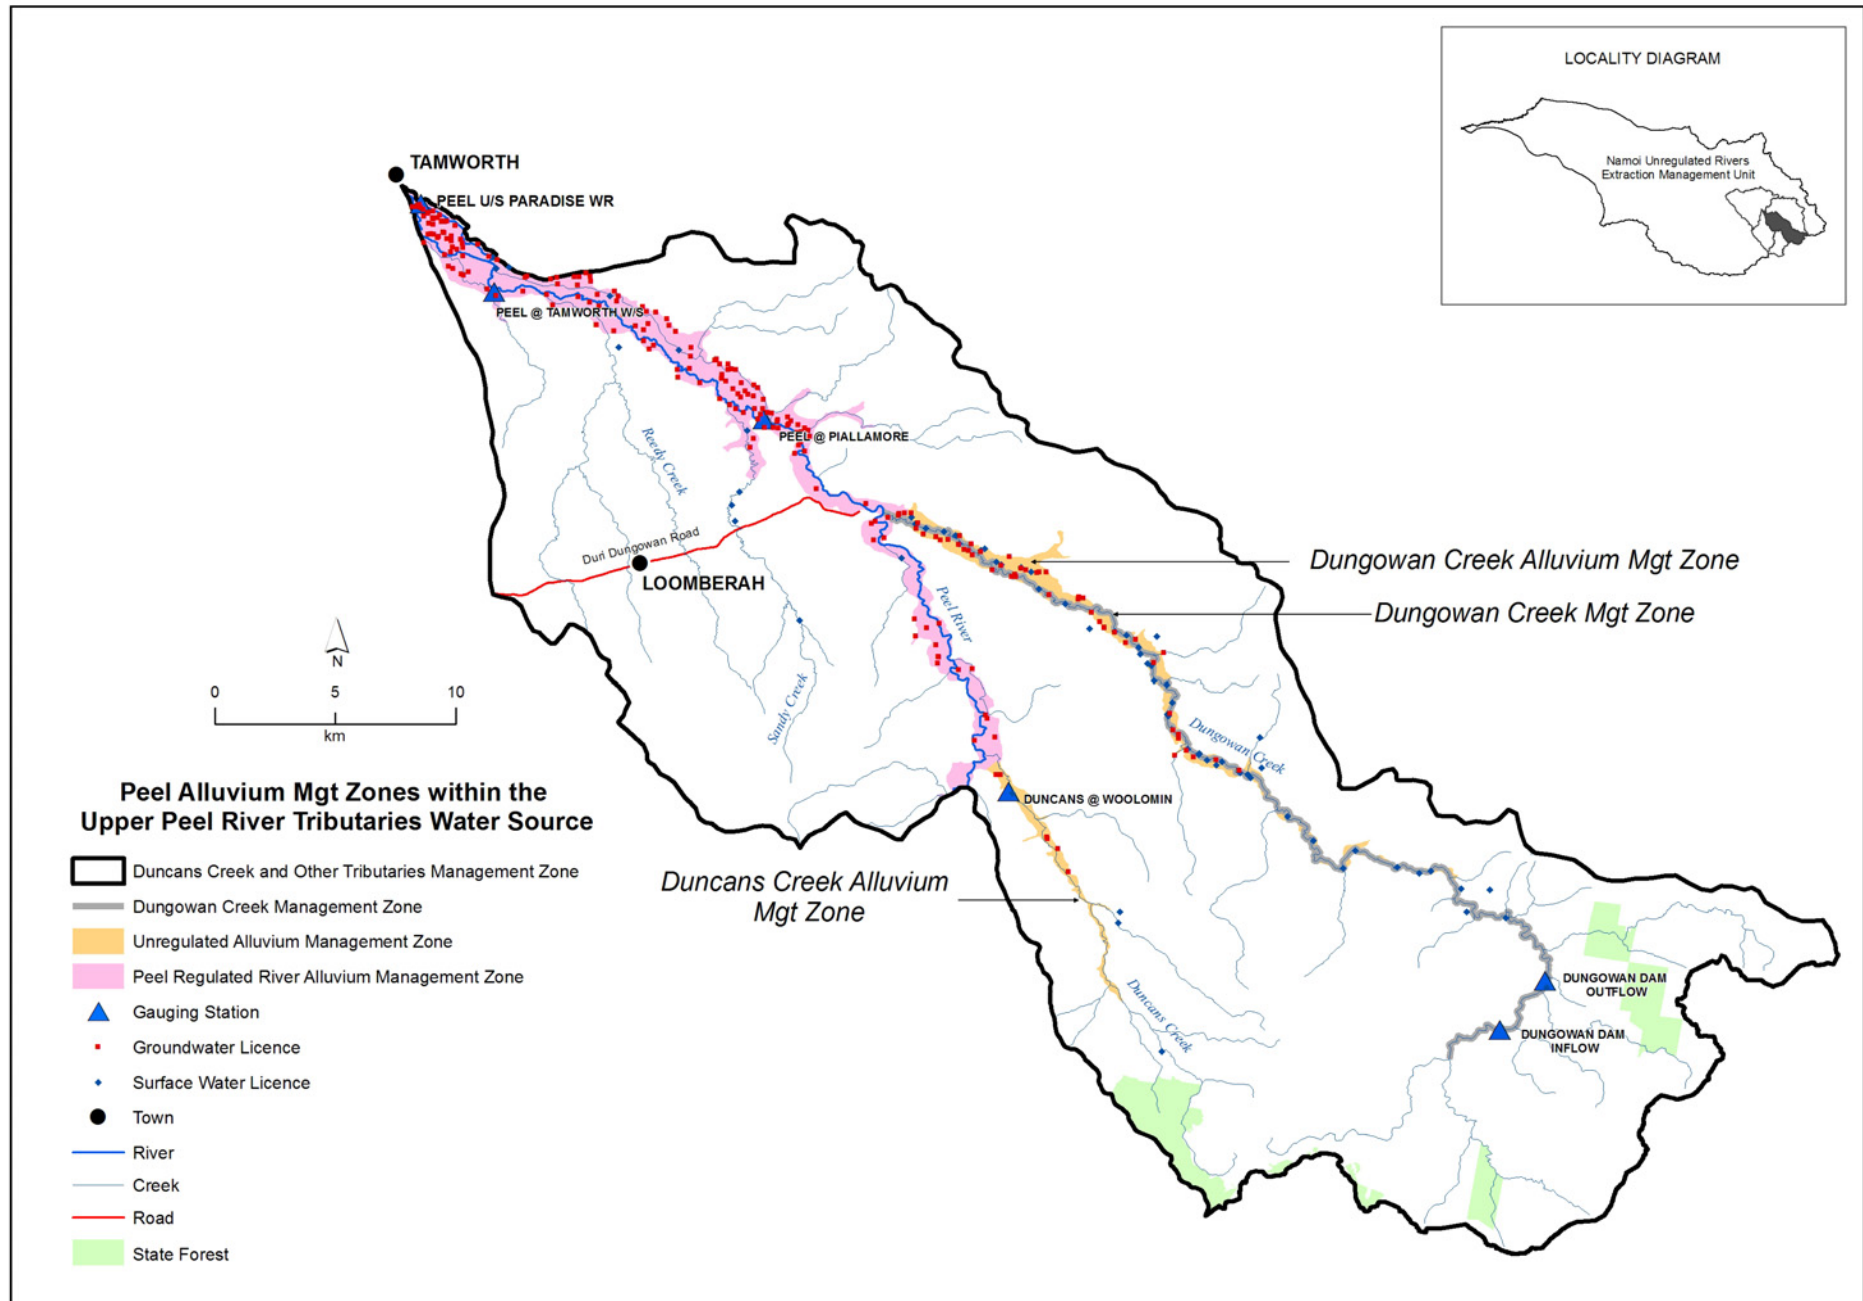 LOCALITY DIAGRAM
Namoi Unregulated Rivers
Extraction Management Unit
TAMWORTH
PEEL U/S PARADISE WR
PEEL @ TAMWORTH W/S
PEEL @ PIALLAMORE
Reedy Creek
Duri Dungowan Road
LOOMBERAH
Dungowan Creek Alluvium Mgt Zone
Dungowan Creek Mgt Zone
Peel River
Sandy Creek
Dungowan Creek
N
0 5 10
km
DUNCANS @ WOOLOMIN
Duncans Creek Alluvium
Mgt Zone
Duncans Creek
DUNGOWAN DAM
OUTFLOW
DUNGOWAN DAM
INFLOW
Peel Alluvium Mgt Zones within the
Upper Peel River Tributaries Water Source
Duncans Creek and Other Tributaries Management Zone
Dungowan Creek Management Zone
Unregulated Alluvium Management Zone
Peel Regulated River Alluvium Management Zone
Gauging Station
Groundwater Licence
Surface Water Licence
Town
River
Creek
Road
State Forest